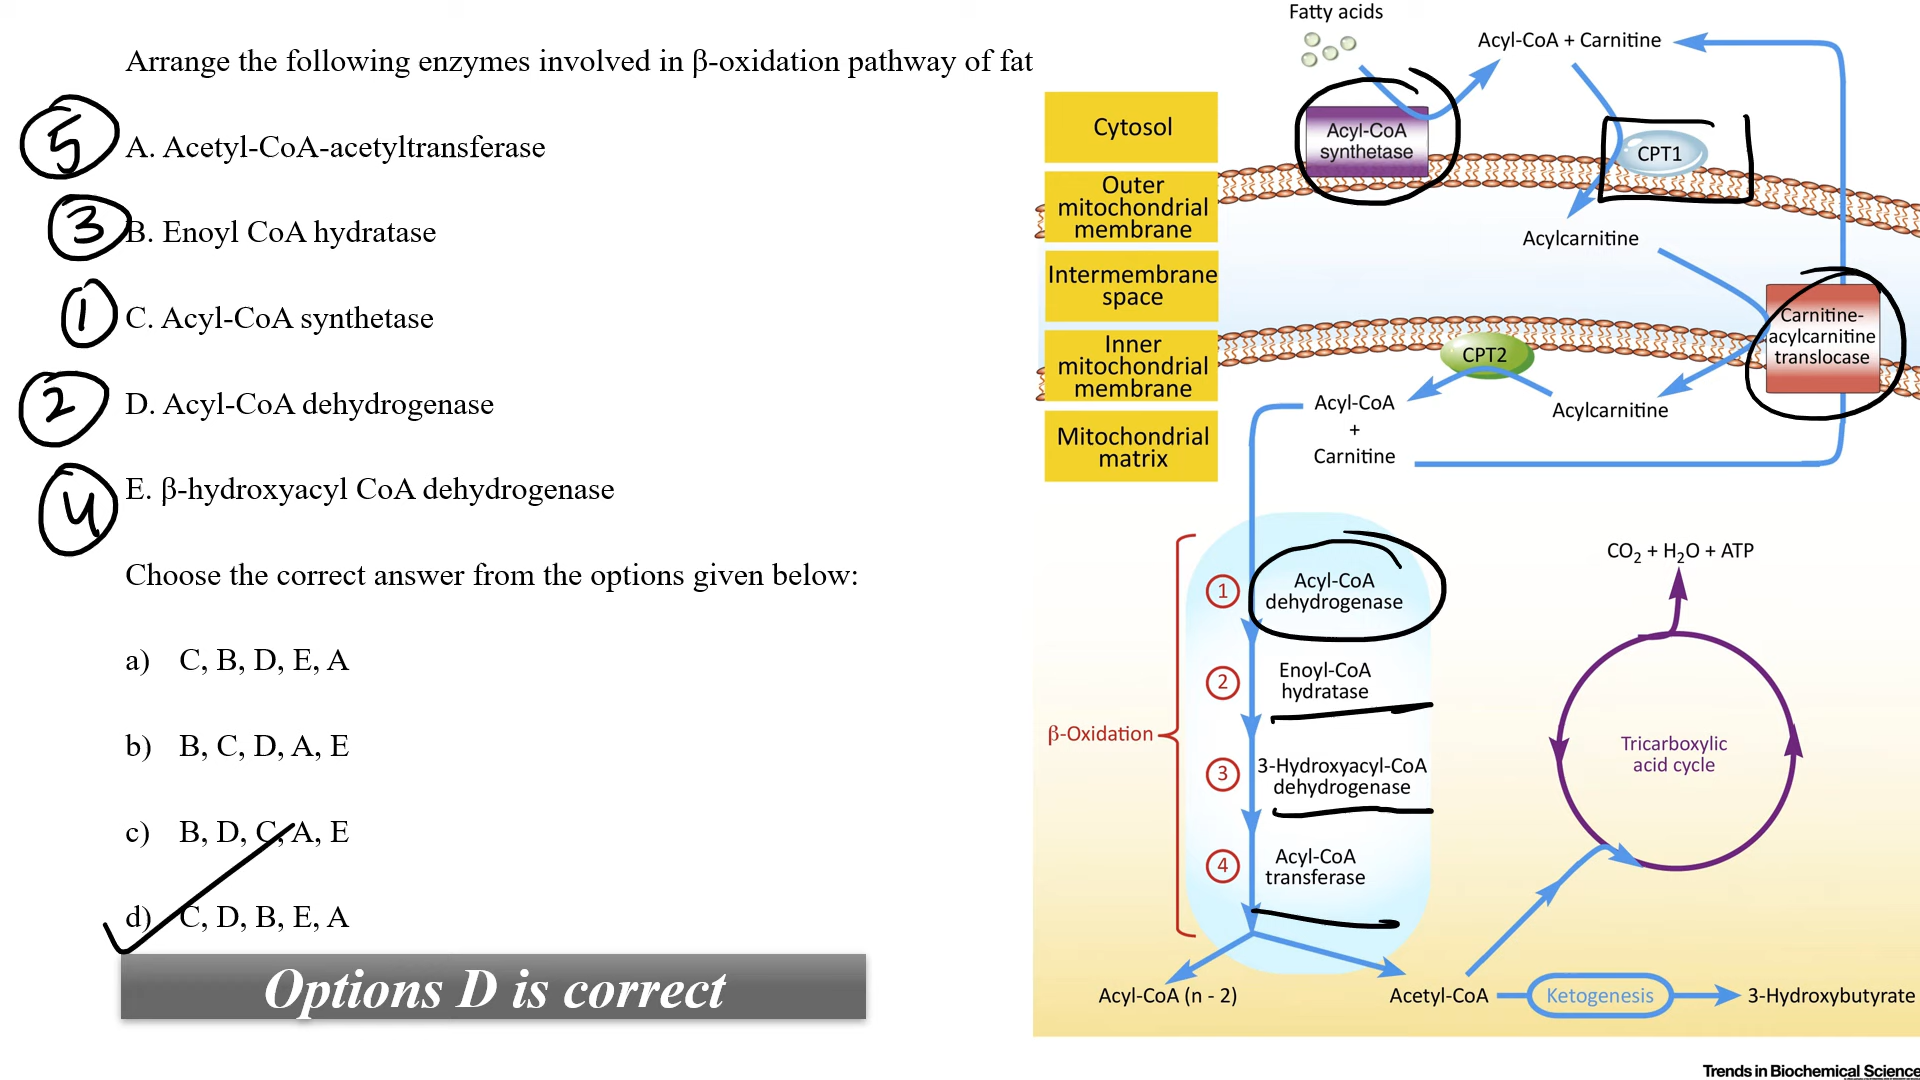 Arrange the following enzymes involved in β-oxidation pathway of fat
5
A. Acetyl-CoA-acetyltransferase
3
B. Enoyl CoA hydratase
1
C. Acyl-CoA synthetase
2
D. Acyl-CoA dehydrogenase
4
E. β-hydroxyacyl CoA dehydrogenase
Choose the correct answer from the options given below:
a) C, B, D, E, A
b) B, C, D, A, E
c) B, D, C, A, E
d) C, D, B, E, A
Options D is correct
Fatty acids
Acyl-CoA + Carnitine
Cytosol
Acyl-CoA
synthetase
CPT1
Outer
mitochondrial
membrane
Acylcarnitine
Intermembrane
space
Carnitine-
acylcarnitine
translocase
Inner
mitochondrial
membrane
CPT2
Acyl-CoA
+
Carnitine
Acylcarnitine
Mitochondrial
matrix
β-Oxidation
1
Acyl-CoA
dehydrogenase
2
Enoyl-CoA
hydratase
3
3-Hydroxyacyl-CoA
dehydrogenase
4
Acyl-CoA
transferase
CO2 + H2O + ATP
Tricarboxylic
acid cycle
Acyl-CoA (n - 2)
Acetyl-CoA
Ketogenesis
3-Hydroxybutyrate
Trends in Biochemical Science